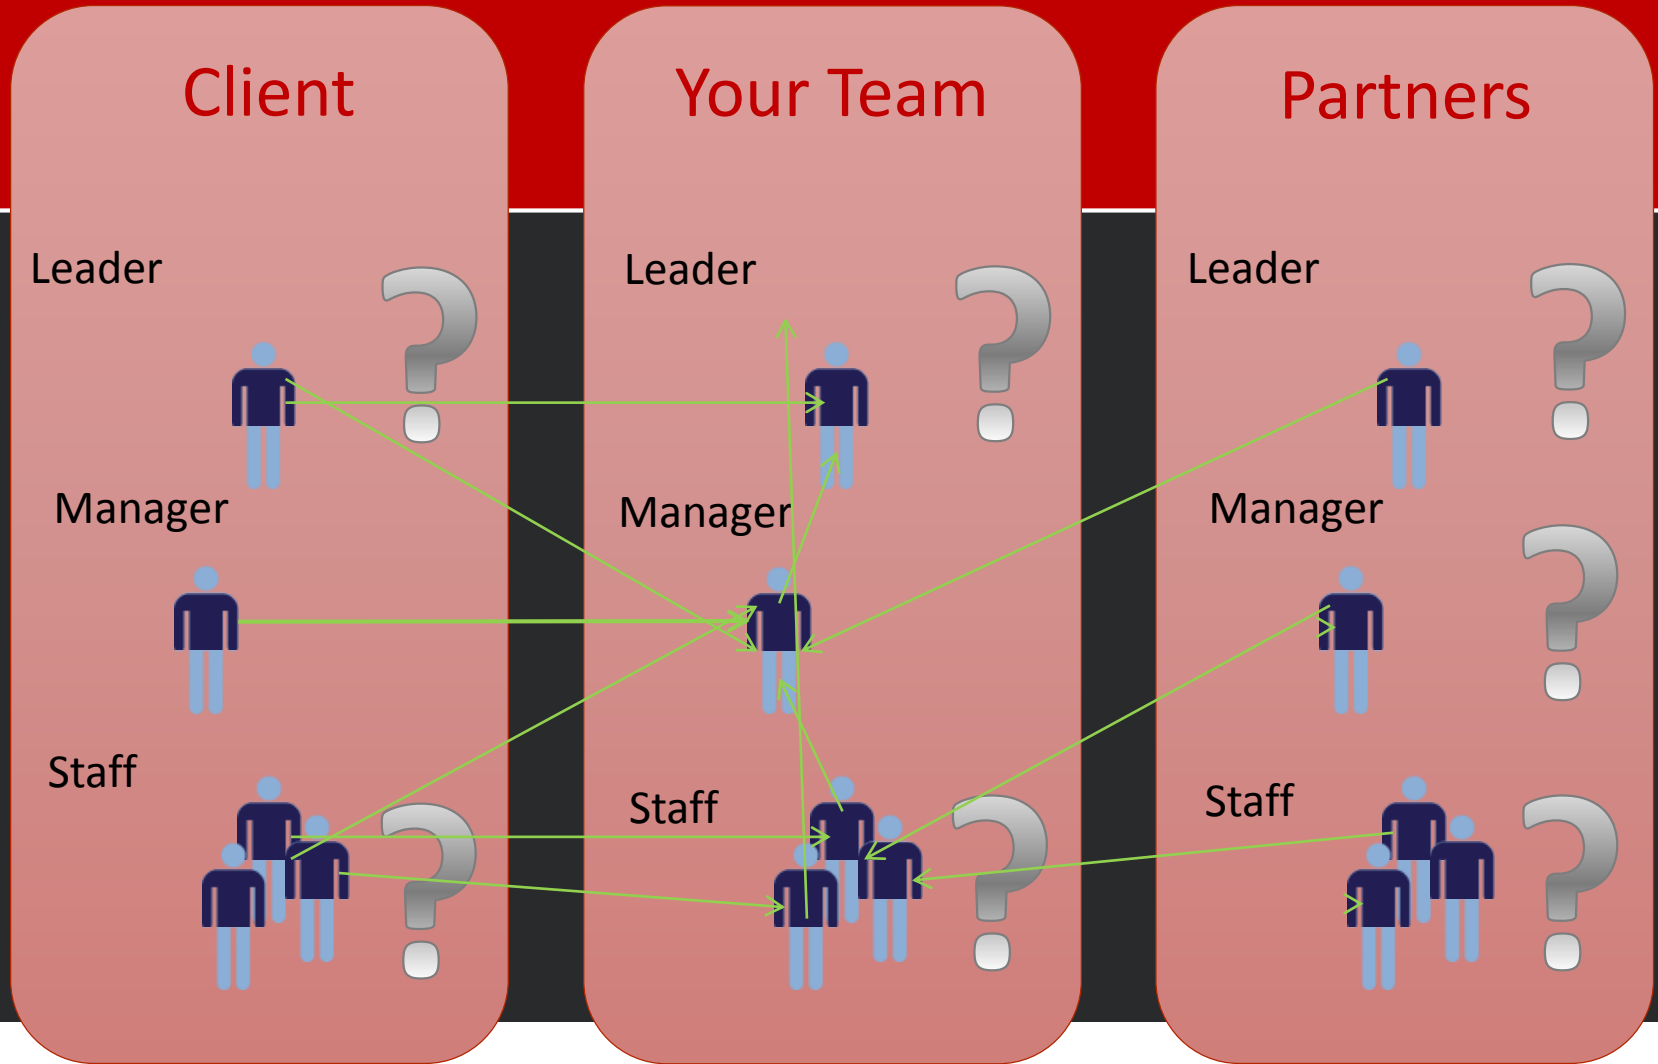 Client
Your Team
Partners
Leader
Leader
Leader
Manager
Manager
Manager
Staff
Staff
Staff
?
?
?
?
?
?
?